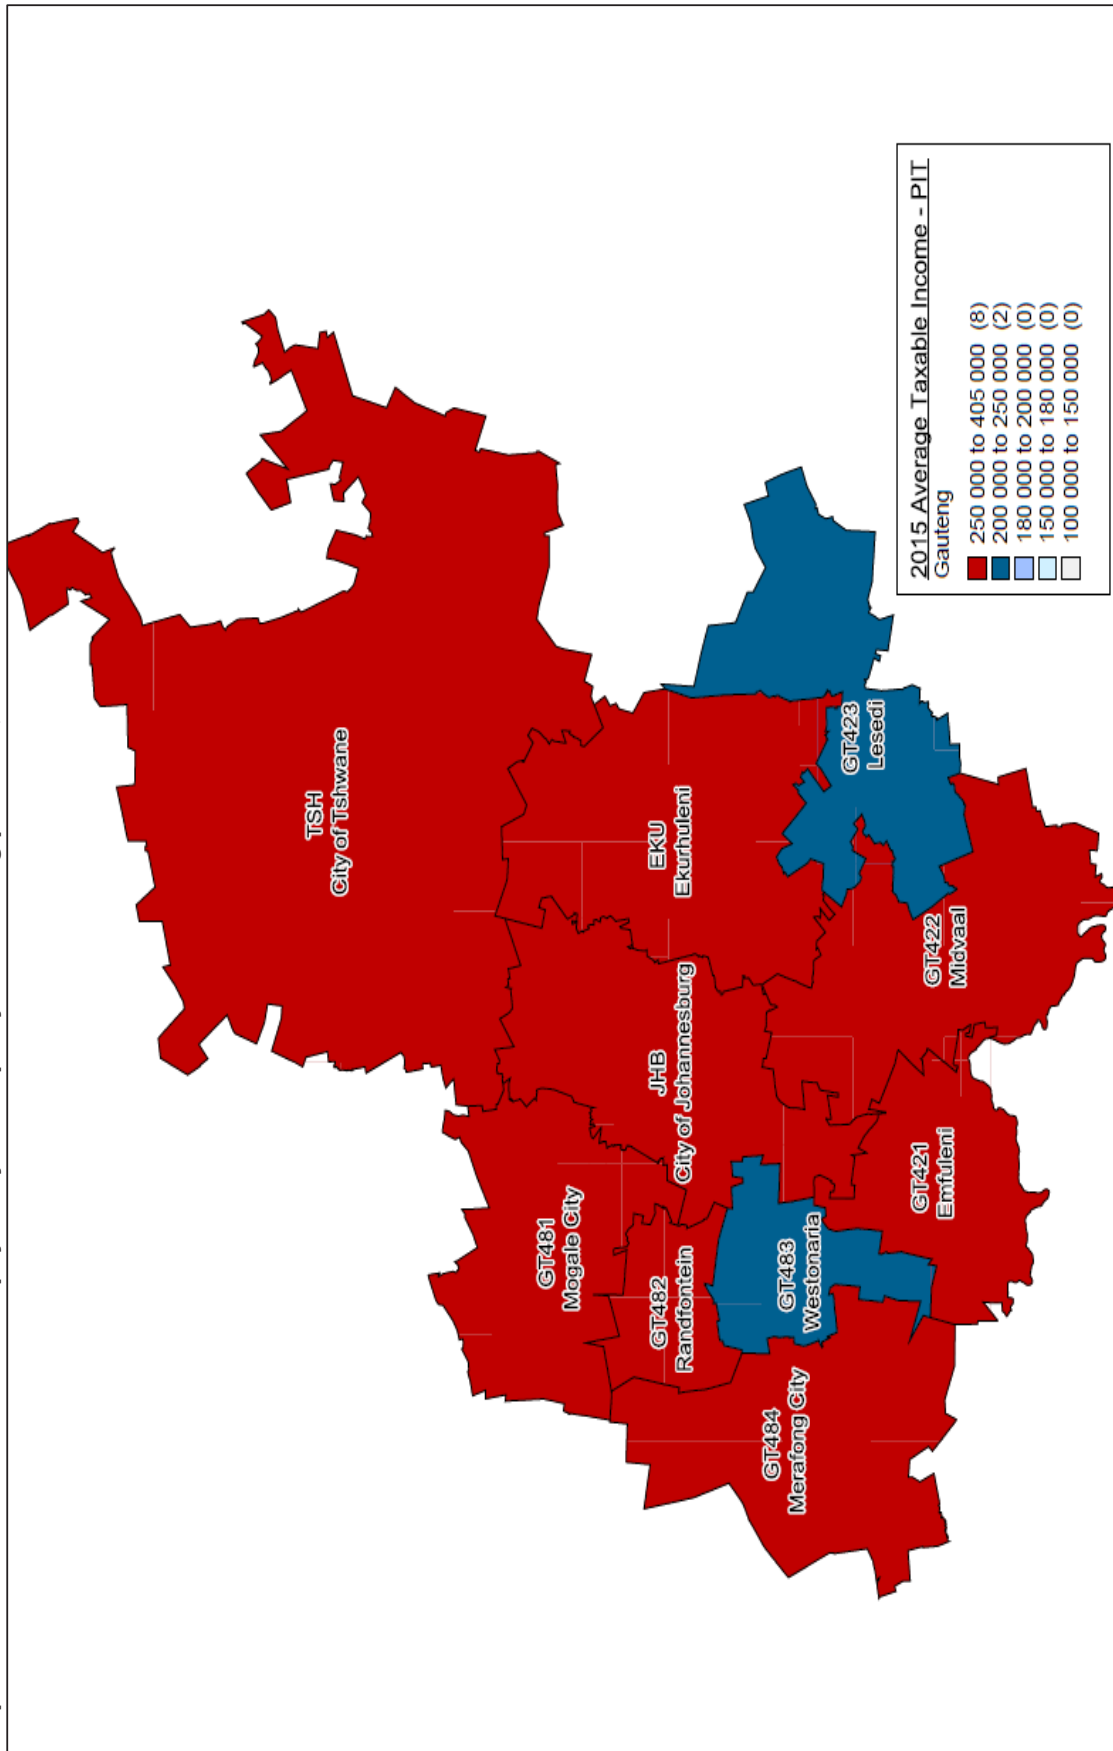 TSH
City of Tshwane
EKU
Ekurhuleni
JHB
City of Johannesburg
GT481
Mogale City
GT482
Randfontein
GT483
Westonaria
GT484
Merafong City
GT421
Emfuleni
GT422
Midvaal
GT423
Lesedi
2015 Average Taxable Income - PIT
Gauteng
250 000 to 405 000 (8)
200 000 to 250 000 (2)
180 000 to 200 000 (0)
150 000 to 180 000 (0)
100 000 to 150 000 (0)